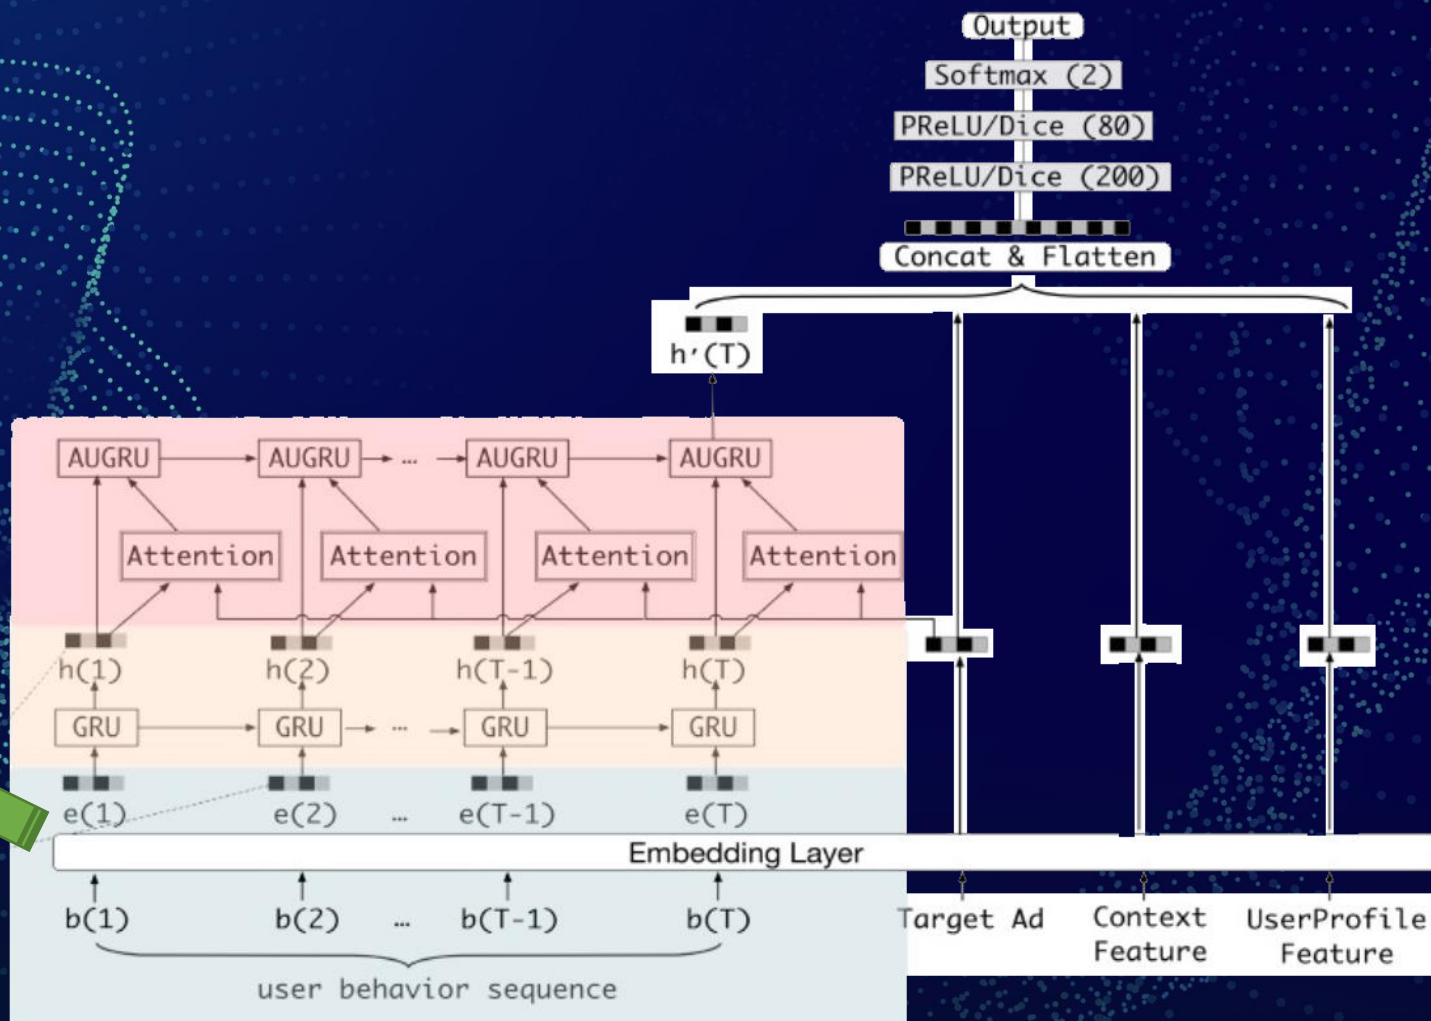 Output
Softmax (2)
PReLU/Dice (80)
PReLU/Dice (200)
Concat & Flatten
h′(T)
AUGRU AUGRU ... AUGRU AUGRU
Attention Attention Attention Attention
h(1) h(2) h(T-1) h(T)
GRU GRU ... GRU GRU
e(1) e(2) ... e(T-1) e(T)
Embedding Layer
b(1) b(2) ... b(T-1) b(T)
Target Ad
Context
Feature
UserProfile
Feature
user behavior sequence